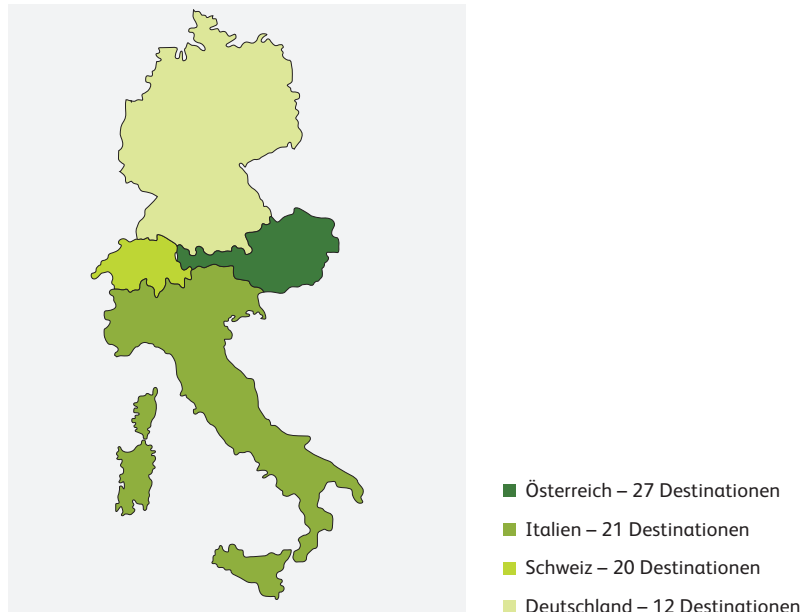 Österreich – 27 Destinationen
Italien – 21 Destinationen
Schweiz – 20 Destinationen
Deutschland – 12 Destinationen